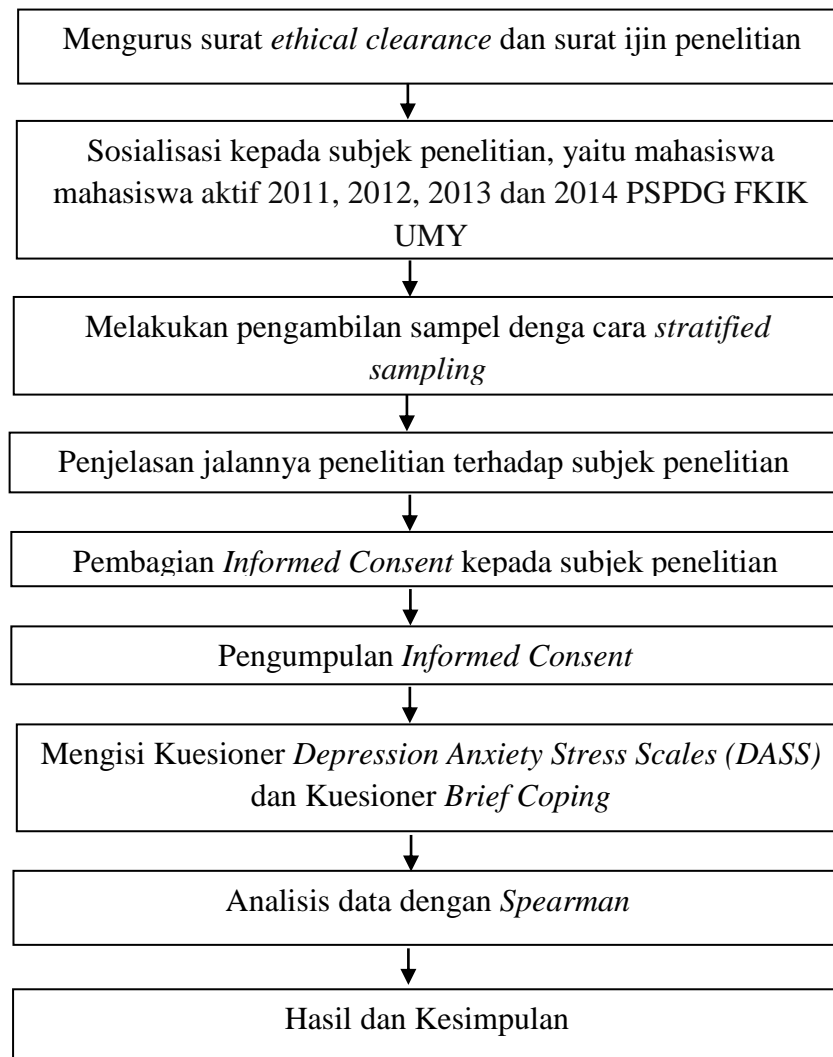 Mengurus surat ethical clearance dan surat ijin penelitian
Sosialisasi kepada subjek penelitian, yaitu mahasiswa
mahasiswa aktif 2011, 2012, 2013 dan 2014 PSPDG FKIK
UMY
Melakukan pengambilan sampel denga cara stratified
sampling
Penjelasan jalannya penelitian terhadap subjek penelitian
Pembagian Informed Consent kepada subjek penelitian
Pengumpulan Informed Consent
Mengisi Kuesioner Depression Anxiety Stress Scales (DASS)
dan Kuesioner Brief Coping
Analisis data dengan Spearman
Hasil dan Kesimpulan